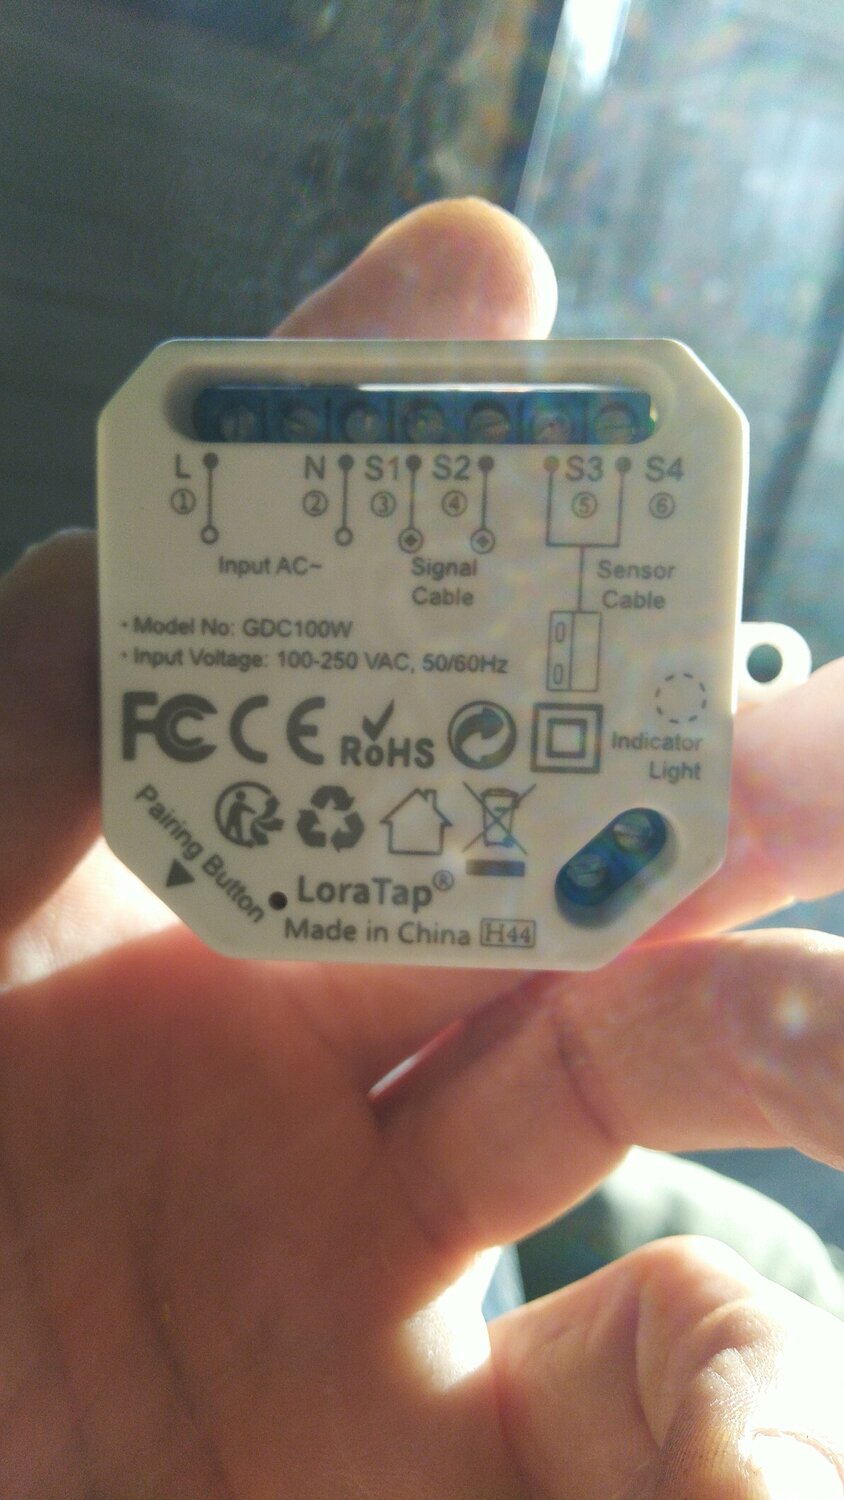 L N S1 S2 S3 S4
① ② ③ ④ ⑤ ⑥
Input AC~
Signal Cable
Sensor Cable
· Model No: GDC100W
· Input Voltage: 100-250 VAC, 50/60Hz
FC CE RoHS
Indicator Light
Pairing Button
LoraTap®
Made in China H44